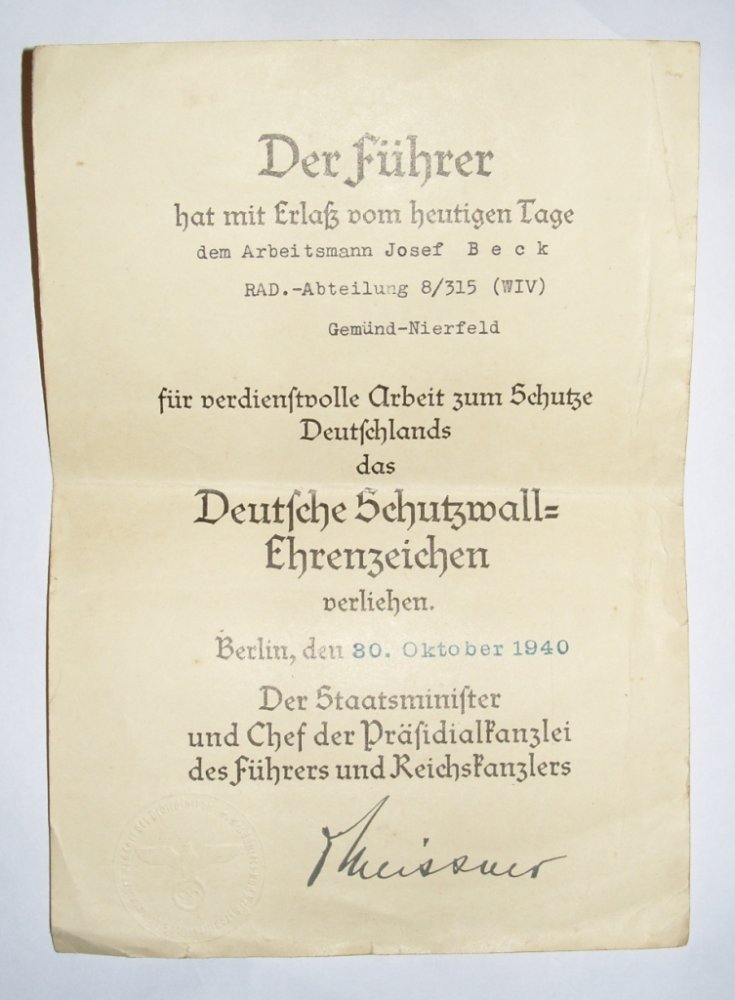 Der Führer
hat mit Erlaß vom heutigen Tage
dem Arbeitsmann Josef B e c k
RAD.-Abteilung 8/315 (WIV)
Gemünd-Nierfeld
für verdienstvolle Arbeit zum Schutze
Deutschlands
das
Deutsche Schutzwall-
Ehrenzeichen
verliehen.
Berlin, den 30. Oktober 1940
Der Staatsminister
und Chef der Präsidialkanzlei
des Führers und Reichskanzlers
Meissner